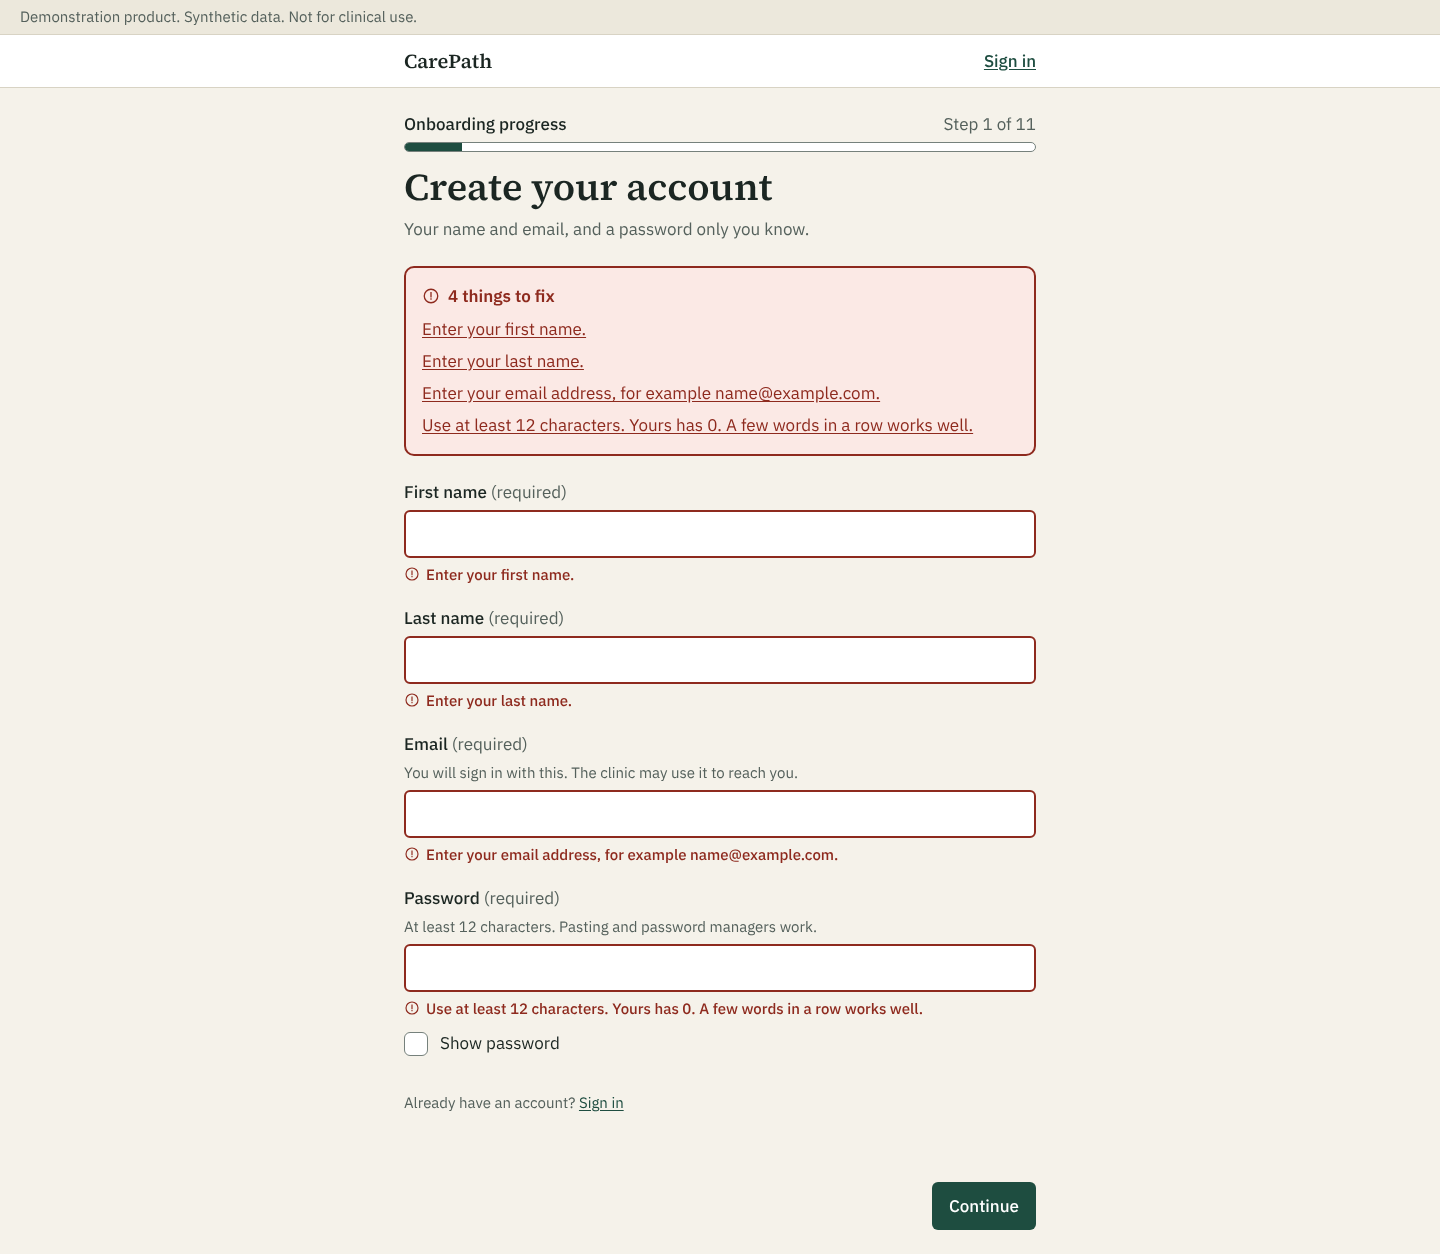 Demonstration product. Synthetic data. Not for clinical use.
CarePath
Sign in
Onboarding progress
Step 1 of 11
Create your account
Your name and email, and a password only you know.
4 things to fix
Enter your first name.
Enter your last name.
Enter your email address, for example name@example.com.
Use at least 12 characters. Yours has 0. A few words in a row works well.
First name (required)
Enter your first name.
Last name (required)
Enter your last name.
Email (required)
You will sign in with this. The clinic may use it to reach you.
Enter your email address, for example name@example.com.
Password (required)
At least 12 characters. Pasting and password managers work.
Use at least 12 characters. Yours has 0. A few words in a row works well.
Show password
Already have an account? Sign in
Continue